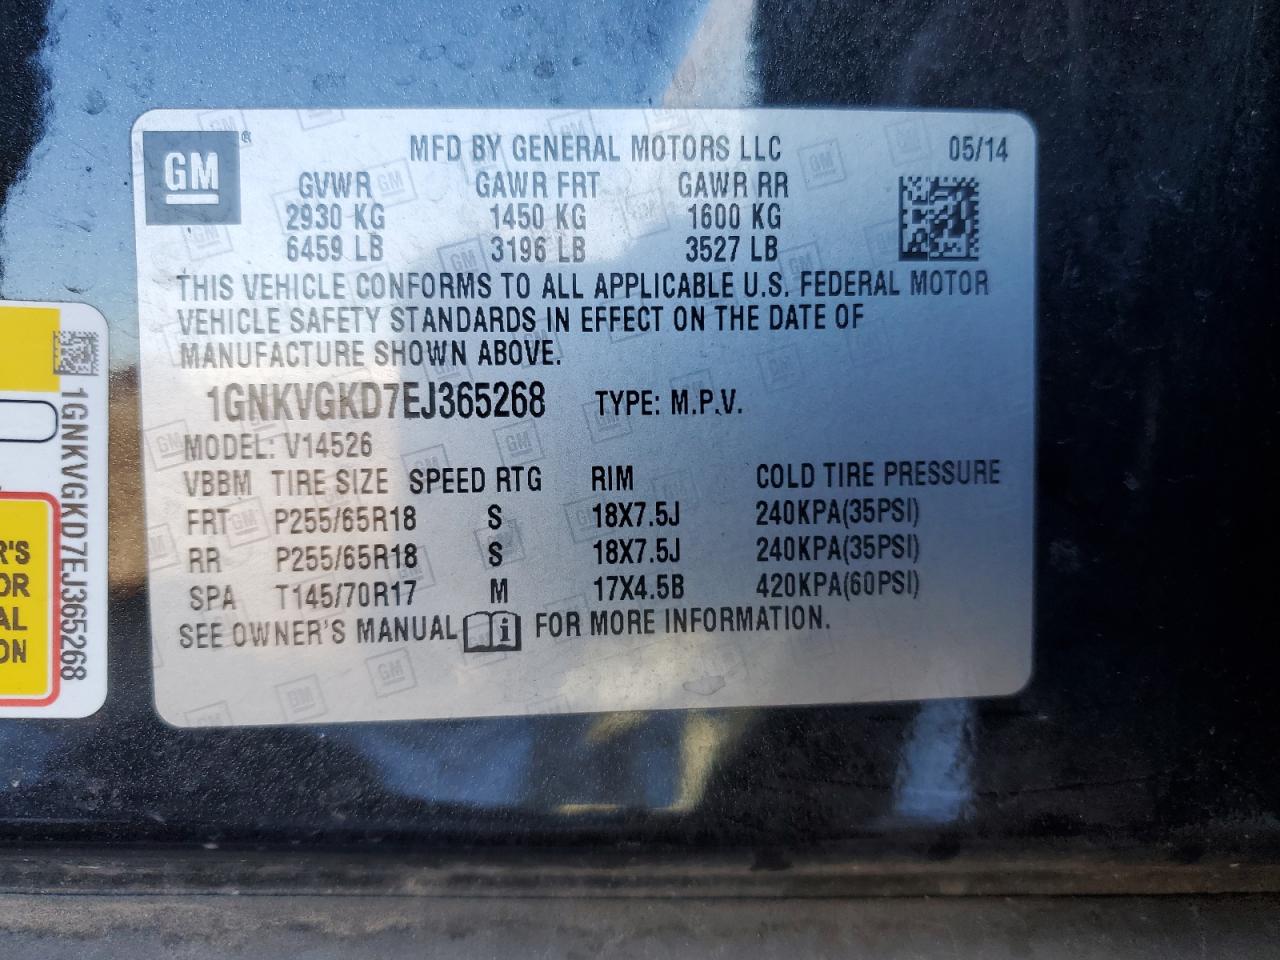 GM
®
MFD BY GENERAL MOTORS LLC 05/14
GVWR GAWR FRT GAWR RR
2930 KG 1450 KG 1600 KG
6459 LB 3196 LB 3527 LB
THIS VEHICLE CONFORMS TO ALL APPLICABLE U.S. FEDERAL MOTOR
VEHICLE SAFETY STANDARDS IN EFFECT ON THE DATE OF
MANUFACTURE SHOWN ABOVE.
1GNKVGKD7EJ365268 TYPE: M.P.V.
MODEL: V14526
VBBM TIRE SIZE SPEED RTG RIM COLD TIRE PRESSURE
FRT P255/65R18 S 18X7.5J 240KPA(35PSI)
RR P255/65R18 S 18X7.5J 240KPA(35PSI)
SPA T145/70R17 M 17X4.5B 420KPA(60PSI)
SEE OWNER'S MANUAL i FOR MORE INFORMATION.
1GNKVGKD7EJ365268
R'S
OR
AL
ON